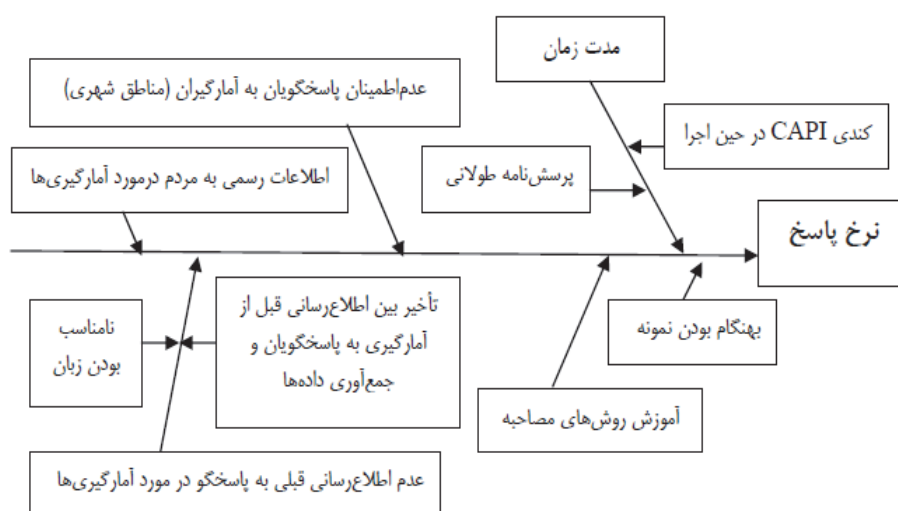 مدت زمان
عدم‌اطمینان پاسخگویان به آمارگیران (مناطق شهری)
کندی CAPI در حین اجرا
اطلاعات رسمی به مردم درمورد آمارگیری‌ها
پرسش‌نامه طولانی
نرخ پاسخ
نامناسب
بودن زبان
تأخیر بین اطلاع‌رسانی قبل از
آمارگیری به پاسخگویان و
جمع‌آوری داده‌ها
بهنگام بودن نمونه
آموزش روش‌های مصاحبه
عدم اطلاع‌رسانی قبلی به پاسخگو در مورد آمارگیری‌ها